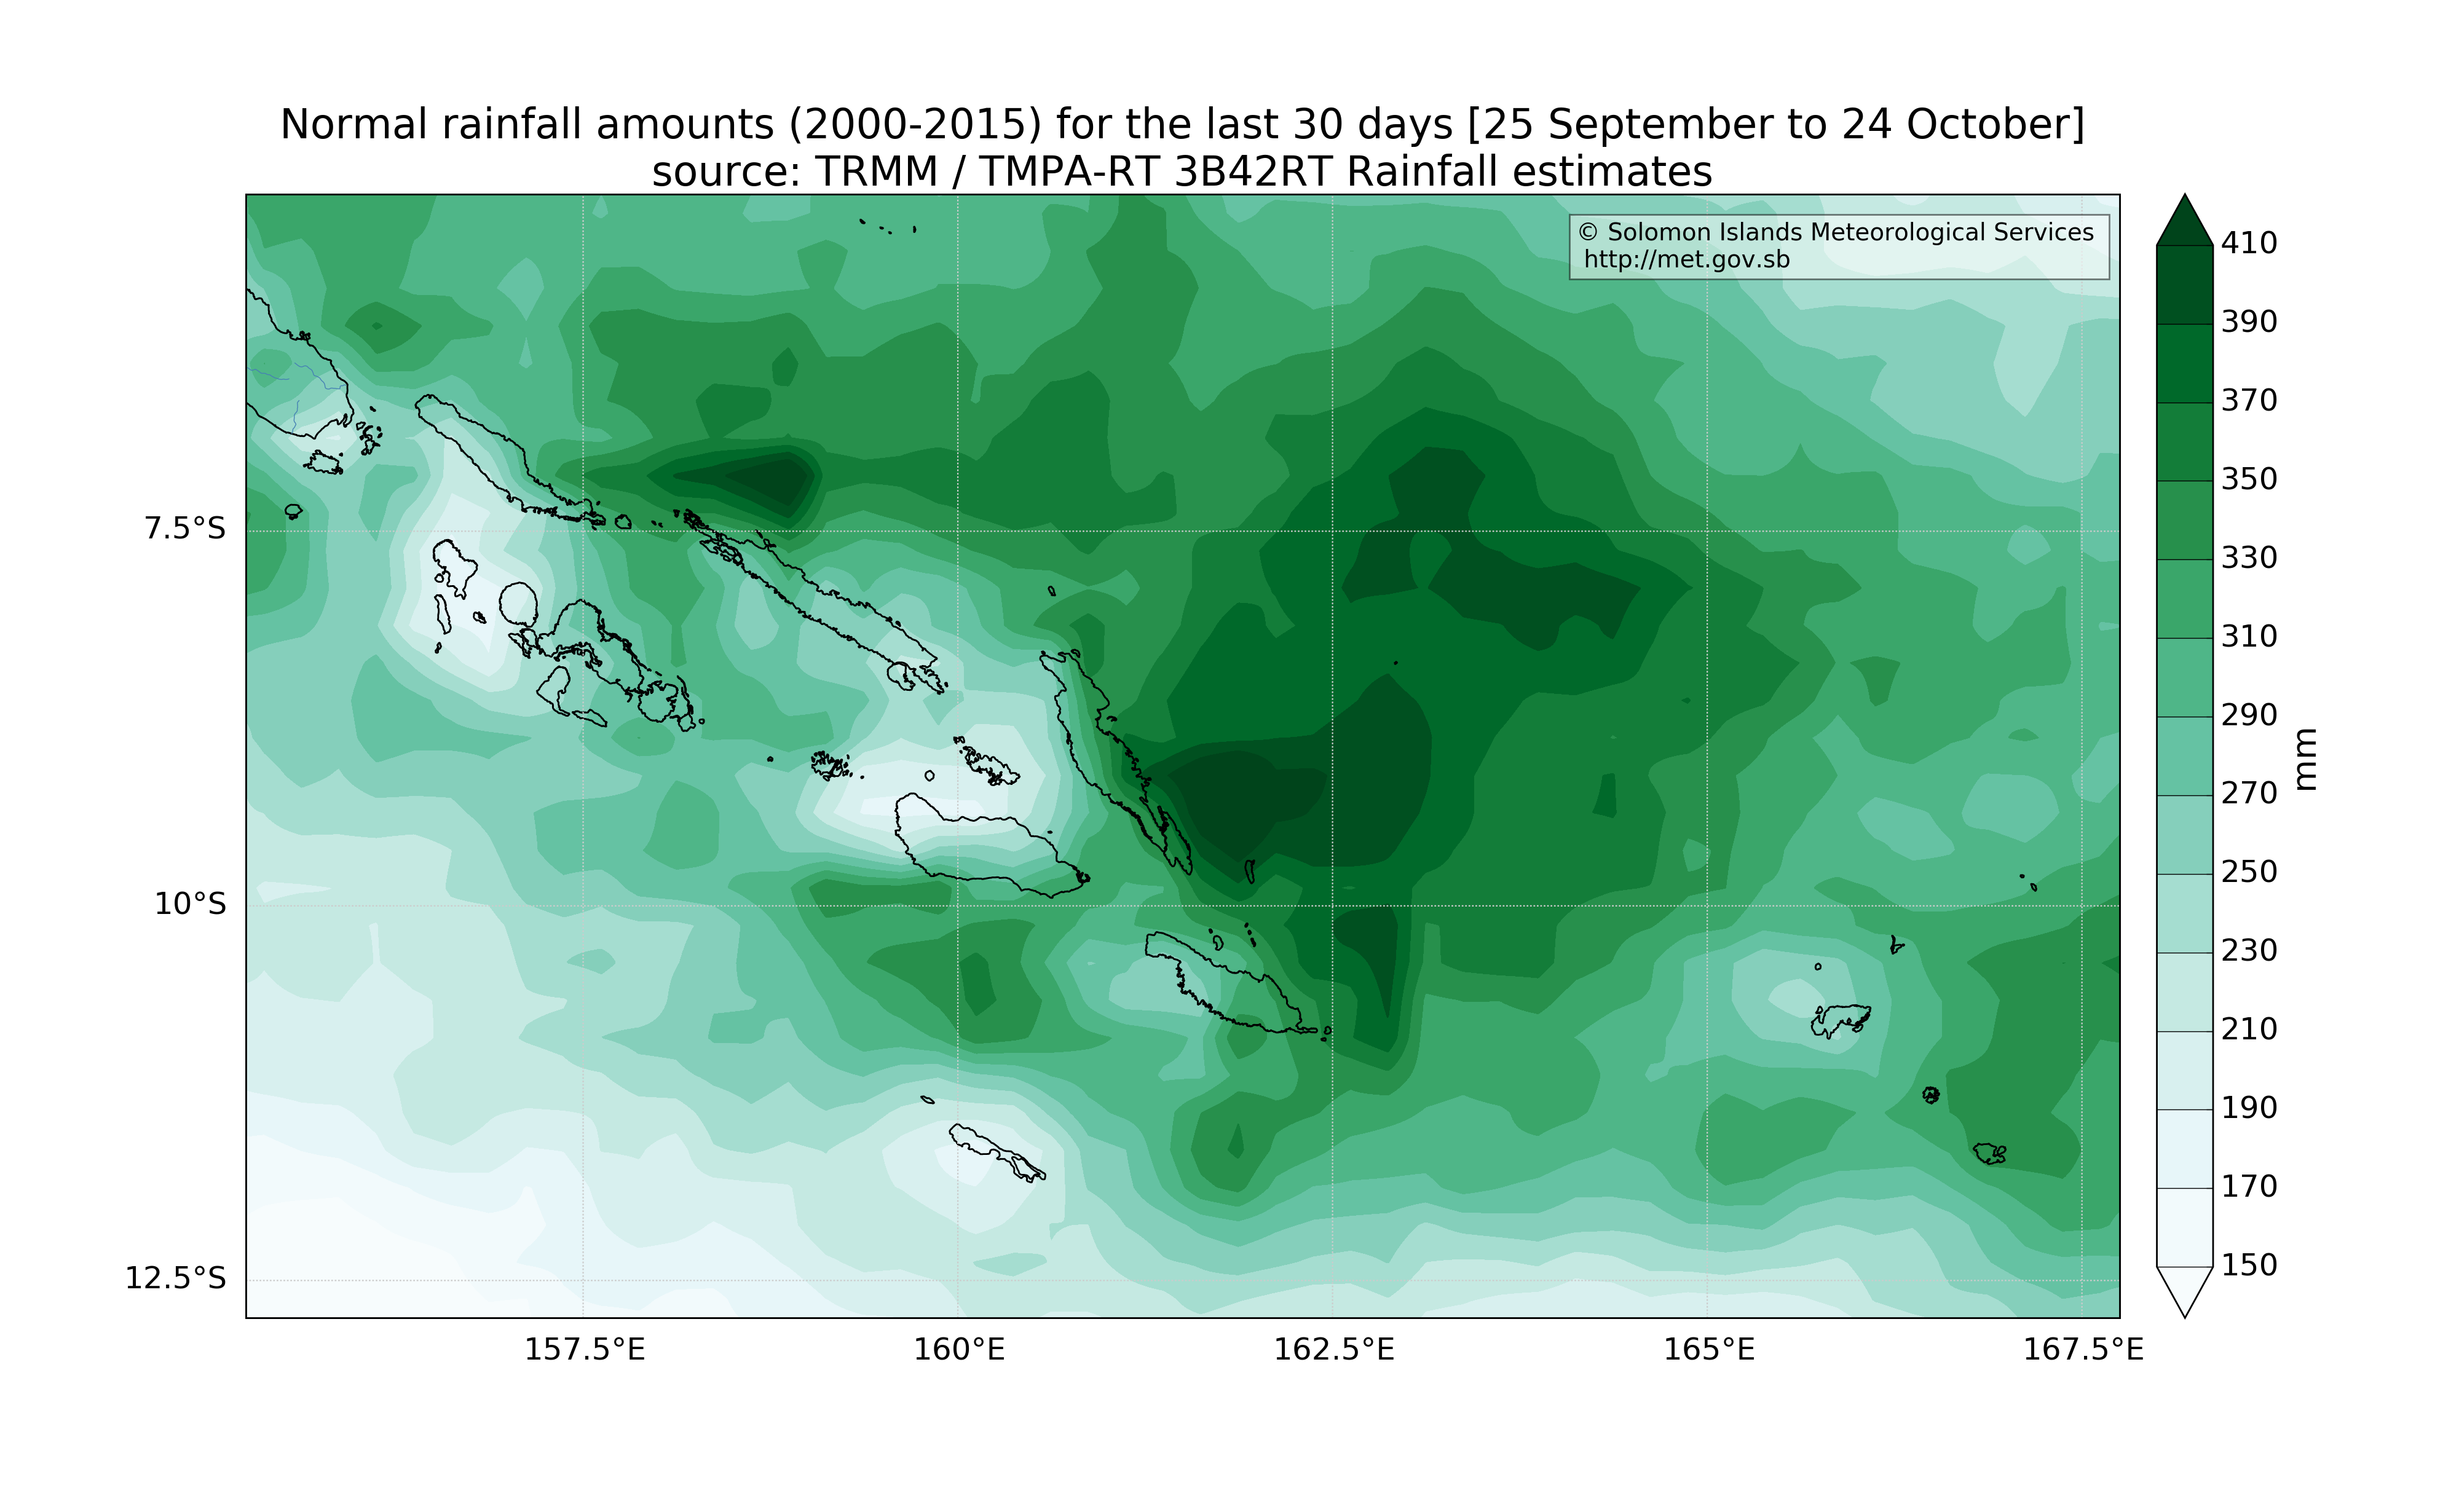 Normal rainfall amounts (2000-2015) for the last 30 days [25 September to 24 October]
source: TRMM / TMPA-RT 3B42RT Rainfall estimates
© Solomon Islands Meteorological Services
http://met.gov.sb
7.5°S
10°S
12.5°S
157.5°E
160°E
162.5°E
165°E
167.5°E
410
390
370
350
330
310
290
270
250
230
210
190
170
150
mm